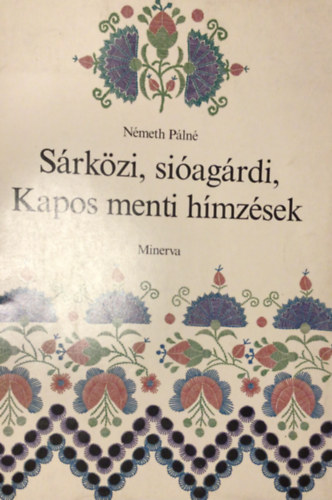 Németh Pálné
Sárközi, sióagárdi,
Kapos menti hímzések
Minerva